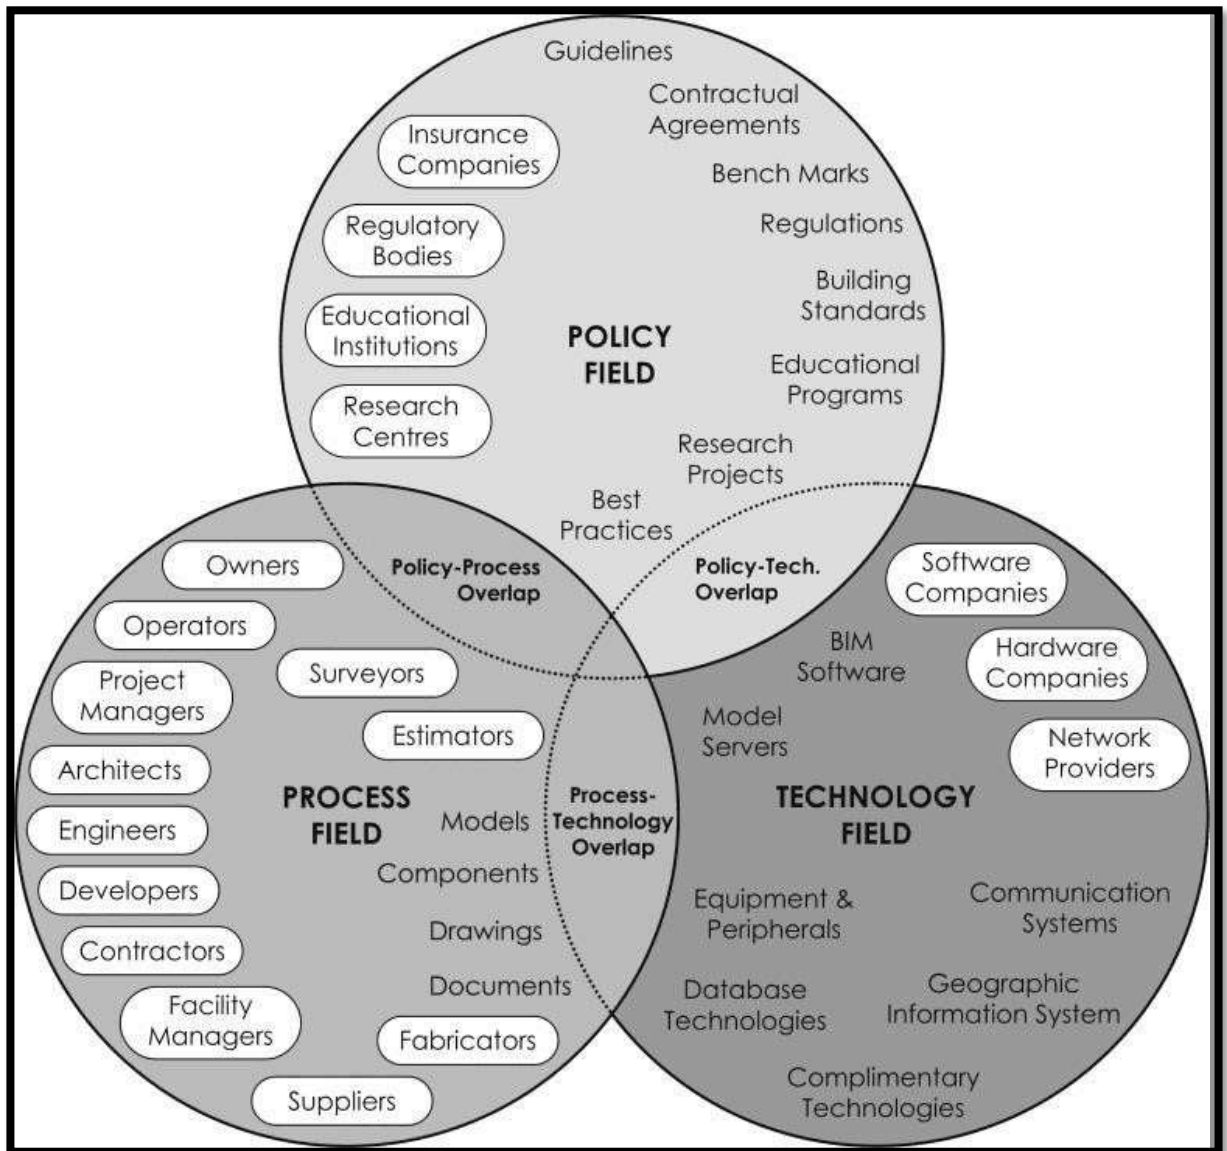 Guidelines
Contractual
Agreements
Insurance
Companies
Bench Marks
Regulatory
Bodies
Regulations
Building
Standards
Educational
Institutions
POLICY
FIELD
Educational
Programs
Research
Centres
Research
Projects
Best
Practices
Policy-Process
Overlap
Policy-Tech.
Overlap
Owners
Operators
Surveyors
Project
Managers
Estimators
Architects
PROCESS
FIELD
Engineers
Models
Components
Developers
Drawings
Contractors
Documents
Facility
Managers
Fabricators
Suppliers
Process-
Technology
Overlap
Software
Companies
BIM
Software
Hardware
Companies
Model
Servers
Network
Providers
TECHNOLOGY
FIELD
Equipment &
Peripherals
Communication
Systems
Database
Technologies
Geographic
Information System
Complimentary
Technologies